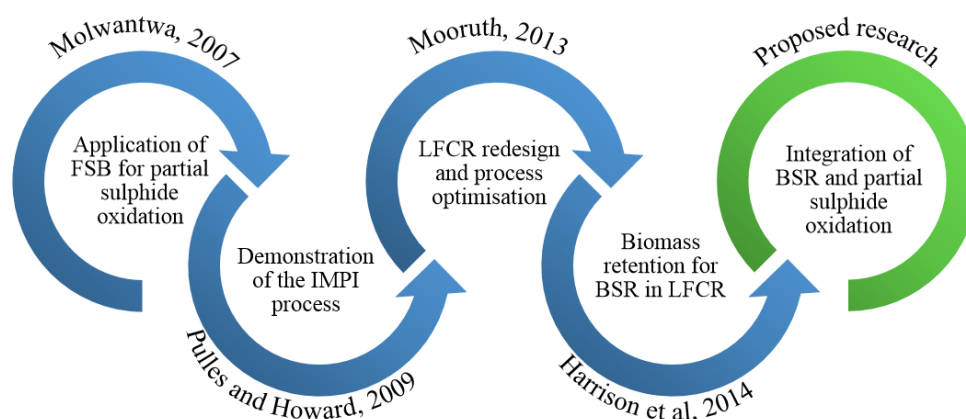 Molwantwa, 2007
Application of
FSB for partial
sulphide
oxidation
Pulles and Howard, 2009
Demonstration
of the IMPI
process
Mooruth, 2013
LFCR redesign
and process
optimisation
Harrison et al, 2014
Biomass
retention for
BSR in LFCR
Proposed research
Integration of
BSR and partial
sulphide
oxidation